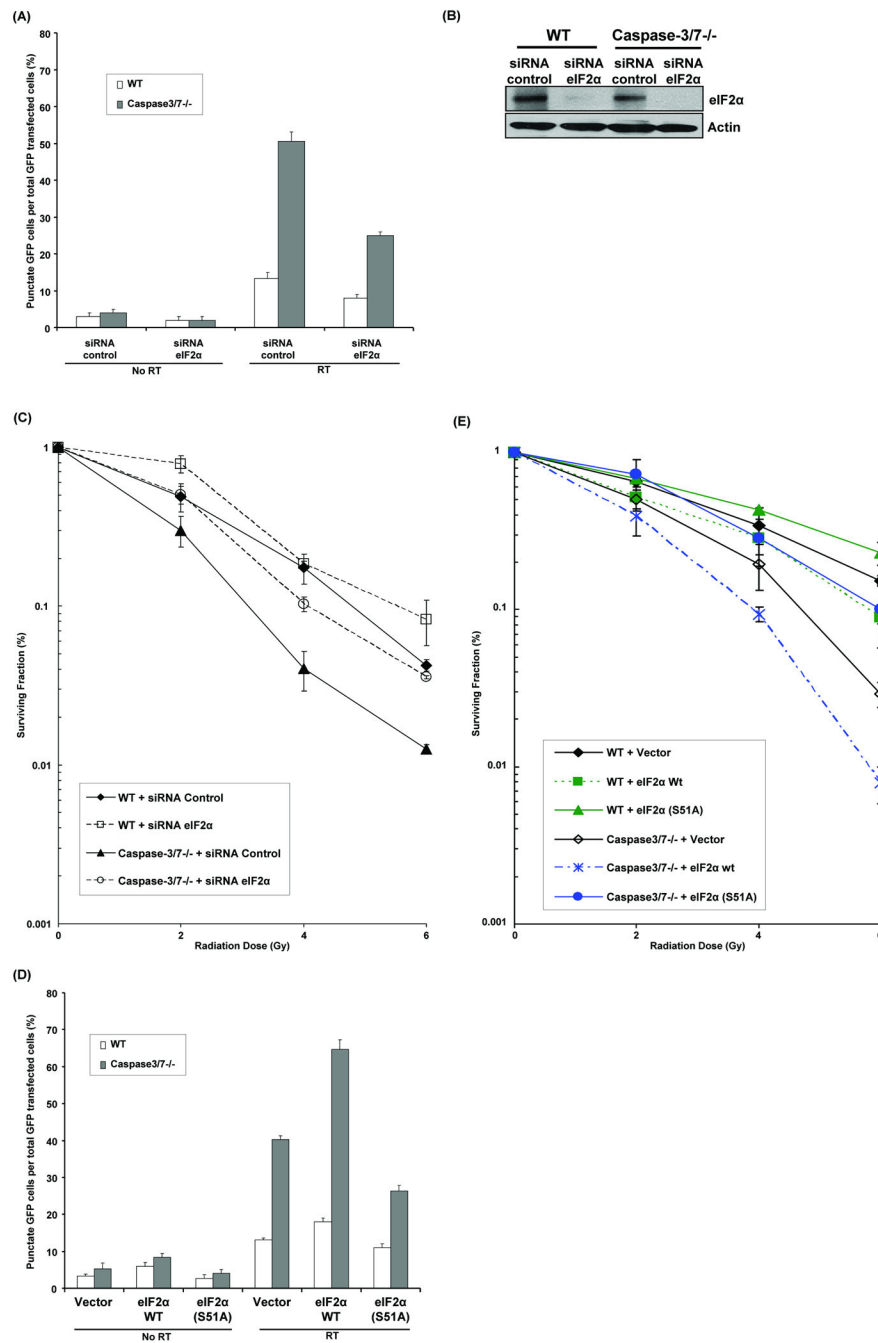 (A)
Punctate GFP cells per total GFP transfected cells (%)
80
70
60
50
40
30
20
10
0
WT
Caspase3/7-/-
siRNA control
siRNA eIF2α
siRNA control
siRNA eIF2α
No RT
RT
(B)
WT
Caspase-3/7-/-
siRNA control
siRNA eIF2α
siRNA control
siRNA eIF2α
eIF2α
Actin
(C)
Surviving Fraction (%)
1
0.1
0.01
0.001
WT + siRNA Control
WT + siRNA eIF2α
Caspase-3/7-/- + siRNA Control
Caspase-3/7-/- + siRNA eIF2α
0
2
4
6
Radiation Dose (Gy)
(E)
Surviving Fraction (%)
1
0.1
0.01
0.001
WT + Vector
WT + eIF2α Wt
WT + eIF2α (S51A)
Caspase3/7-/- + Vector
Caspase3/7-/- + eIF2α wt
Caspase3/7-/- + eIF2α (S51A)
0
2
4
Radiation Dose (Gy)
(D)
Punctate GFP cells per total GFP transfected cells (%)
80
70
60
50
40
30
20
10
0
WT
Caspase3/7-/-
Vector
eIF2α WT
eIF2α (S51A)
Vector
eIF2α WT
eIF2α (S51A)
No RT
RT